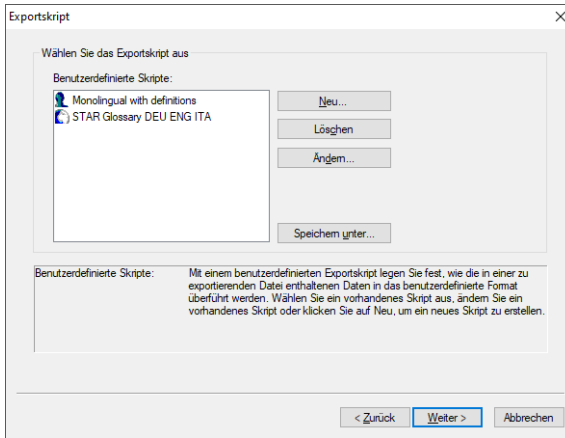 Exportskript
Wählen Sie das Exportskript aus
Benutzerdefinierte Skripte:
Monolingual with definitions
STAR Glossary DEU ENG ITA
Neu...
Löschen
Ändern...
Speichern unter...
Benutzerdefinierte Skripte:
Mit einem benutzerdefinierten Exportskript legen Sie fest, wie die in einer zu
exportierenden Datei enthaltenen Daten in das benutzerdefinierte Format
überführt werden. Wählen Sie ein vorhandenes Skript aus, ändern Sie ein
vorhandenes Skript oder klicken Sie auf Neu, um ein neues Skript zu erstellen.
< Zurück
Weiter >
Abbrechen